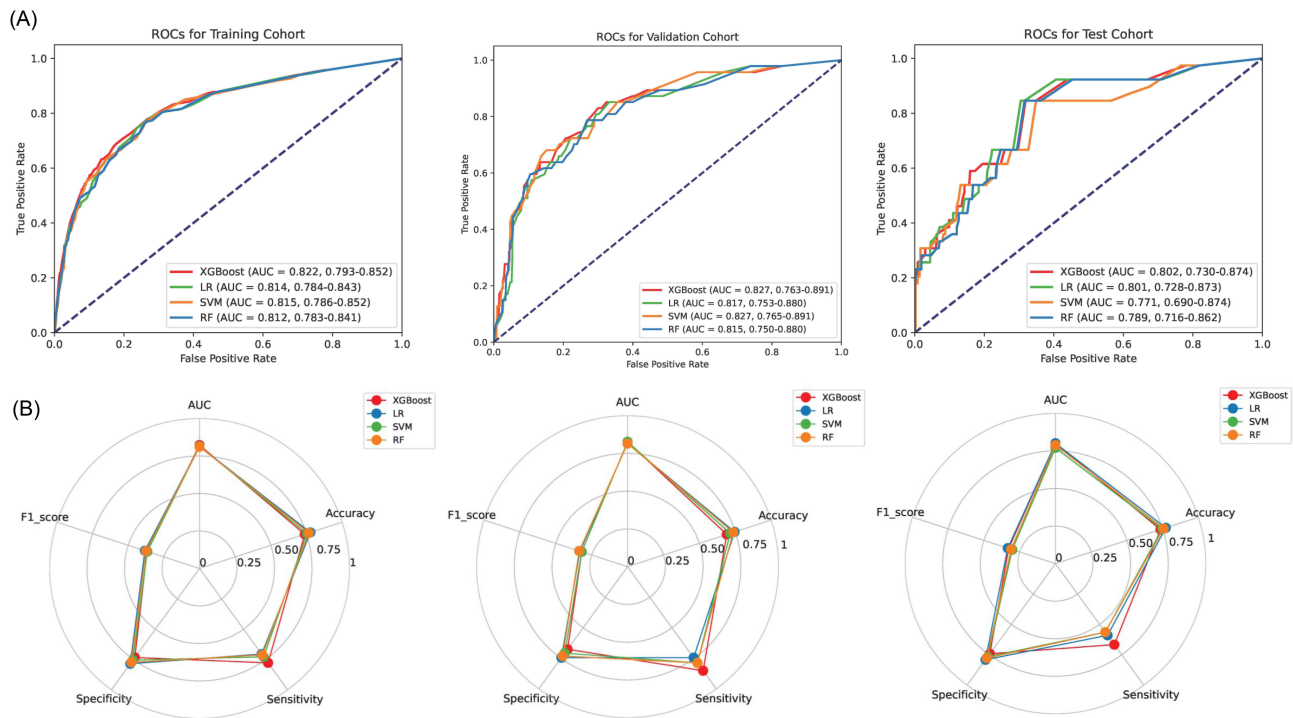 (A)
ROCs for Training Cohort
True Positive Rate
1.0
0.8
0.6
0.4
0.2
0.0
XGBoost (AUC = 0.822, 0.793-0.852)
LR (AUC = 0.814, 0.784-0.843)
SVM (AUC = 0.815, 0.786-0.852)
RF (AUC = 0.812, 0.783-0.841)
0.0 0.2 0.4 0.6 0.8 1.0
False Positive Rate
ROCs for Validation Cohort
True Positive Rate
1.0
0.8
0.6
0.4
0.2
0.0
XGBoost (AUC = 0.827, 0.763-0.891)
LR (AUC = 0.817, 0.753-0.880)
SVM (AUC = 0.827, 0.765-0.891)
RF (AUC = 0.815, 0.750-0.880)
0.0 0.2 0.4 0.6 0.8 1.0
False Positive Rate
ROCs for Test Cohort
True Positive Rate
1.0
0.8
0.6
0.4
0.2
0.0
XGBoost (AUC = 0.802, 0.730-0.874)
LR (AUC = 0.801, 0.728-0.873)
SVM (AUC = 0.771, 0.690-0.874)
RF (AUC = 0.789, 0.716-0.862)
0.0 0.2 0.4 0.6 0.8 1.0
False Positive Rate
(B)
XGBoost
LR
SVM
RF
AUC
F1_score
Accuracy
0 0.25 0.50 0.75 1
Specificity
Sensitivity
XGBoost
LR
SVM
RF
AUC
F1_score
Accuracy
0 0.25 0.50 0.75 1
Specificity
Sensitivity
XGBoost
LR
SVM
RF
AUC
F1_score
Accuracy
0 0.25 0.50 0.75 1
Specificity
Sensitivity